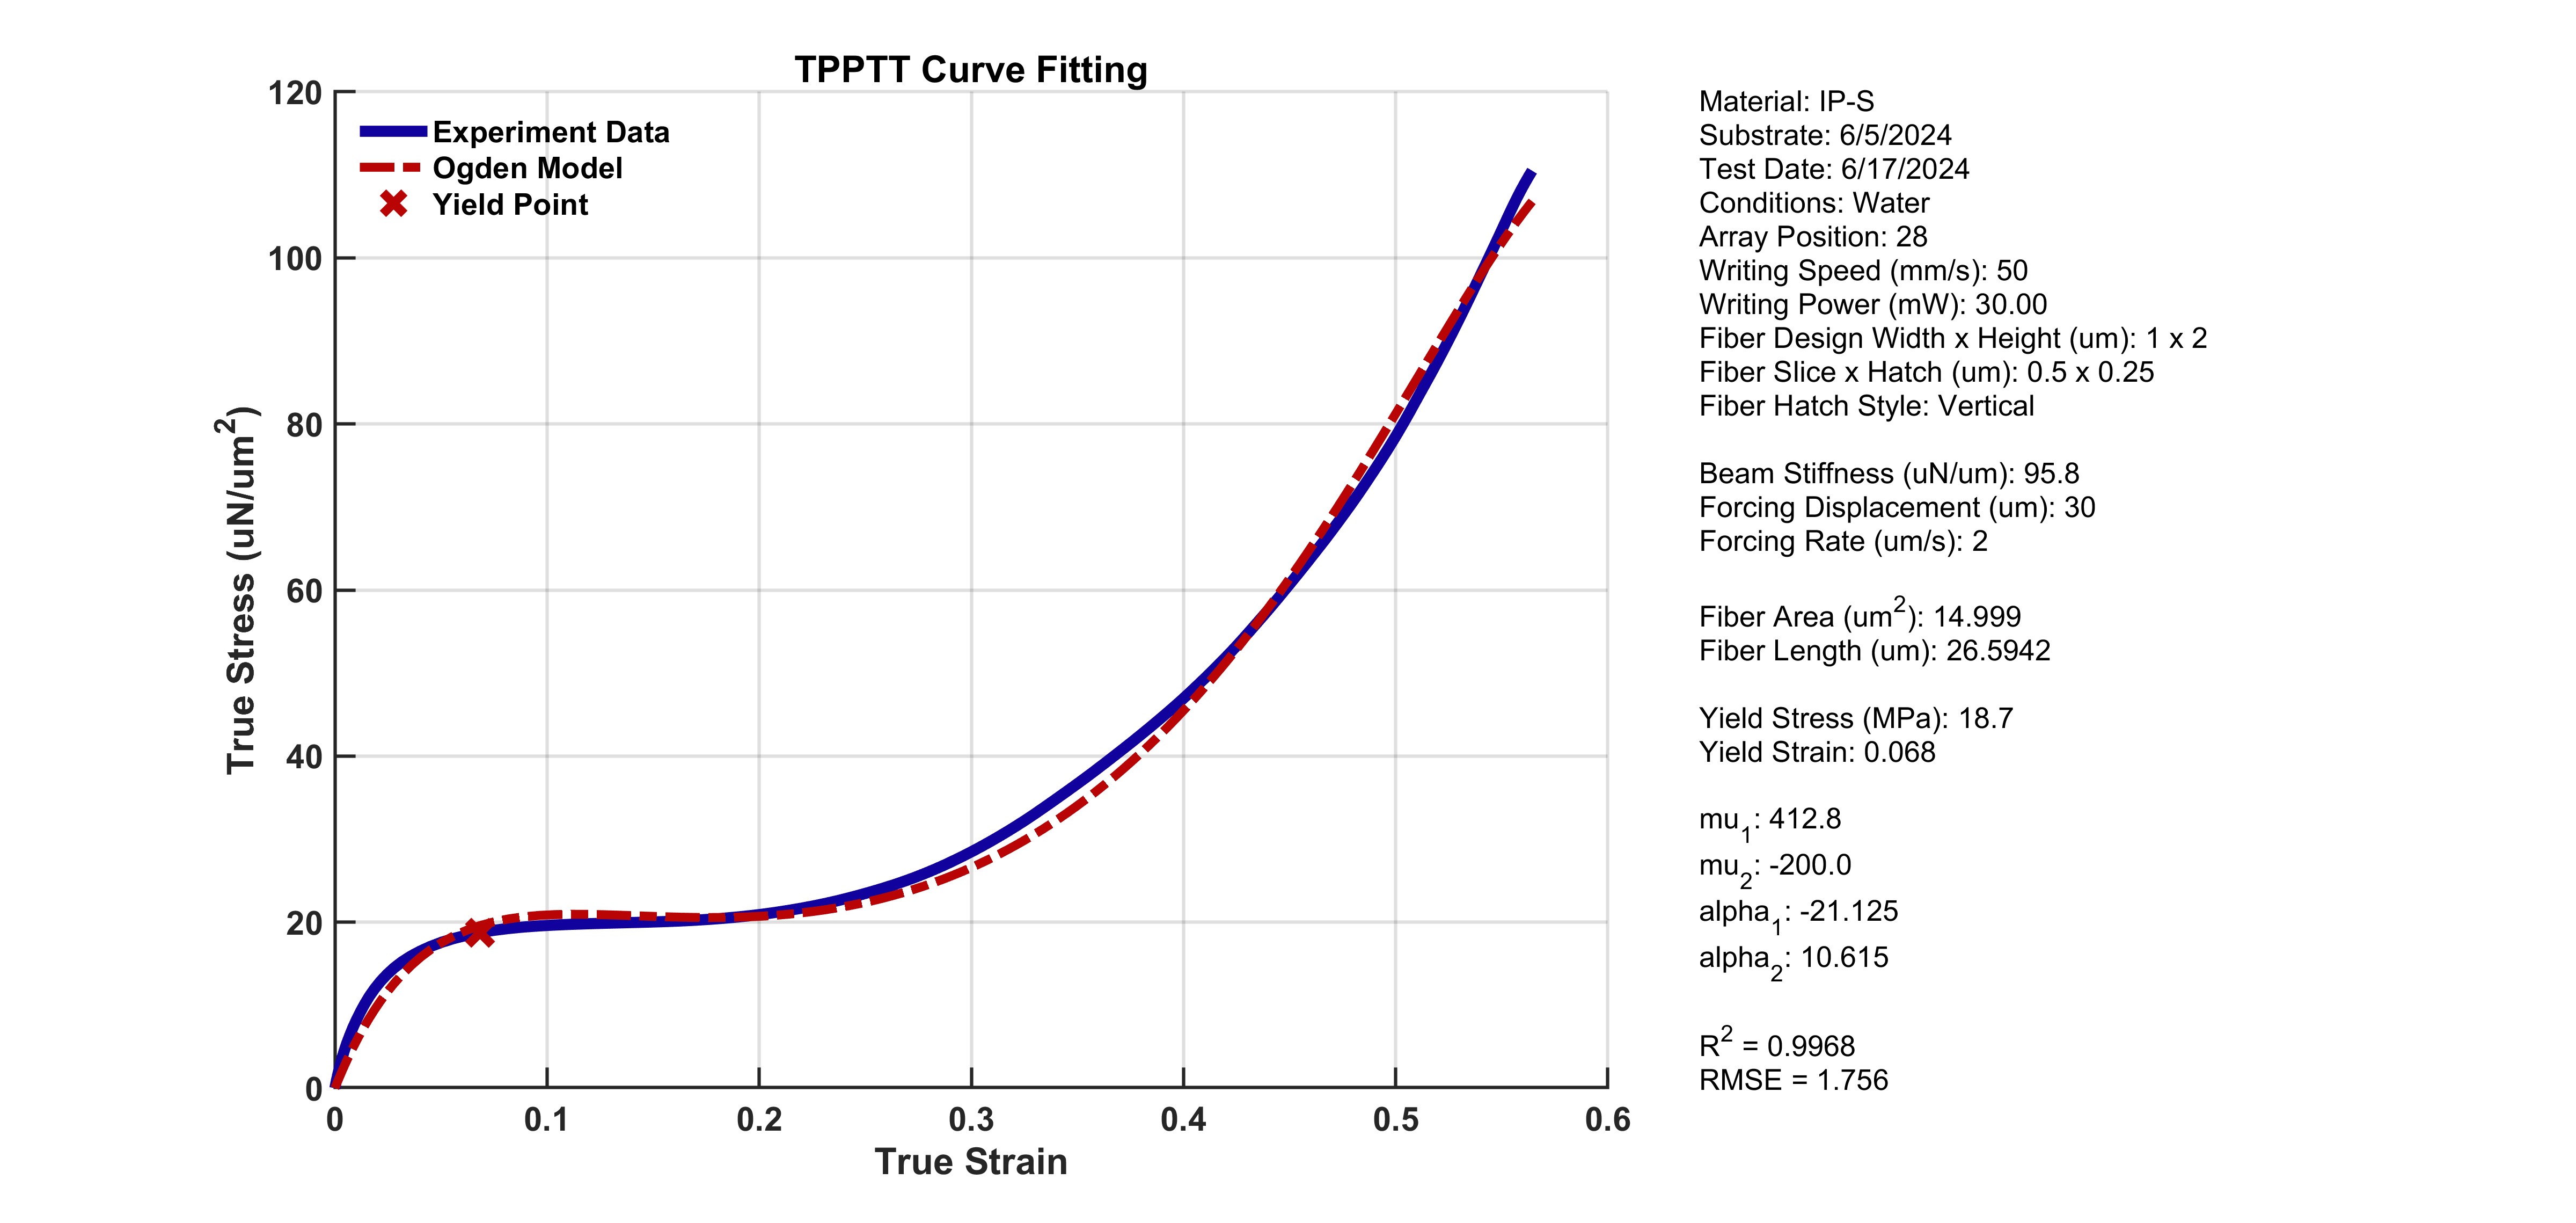 TPPTT Curve Fitting
120
100
80
60
40
20
0
True Stress (uN/um²)
Experiment Data
Ogden Model
Yield Point
0 0.1 0.2 0.3 0.4 0.5 0.6
True Strain
Material: IP-S
Substrate: 6/5/2024
Test Date: 6/17/2024
Conditions: Water
Array Position: 28
Writing Speed (mm/s): 50
Writing Power (mW): 30.00
Fiber Design Width x Height (um): 1 x 2
Fiber Slice x Hatch (um): 0.5 x 0.25
Fiber Hatch Style: Vertical
Beam Stiffness (uN/um): 95.8
Forcing Displacement (um): 30
Forcing Rate (um/s): 2
Fiber Area (um²): 14.999
Fiber Length (um): 26.5942
Yield Stress (MPa): 18.7
Yield Strain: 0.068
mu₁: 412.8
mu₂: -200.0
alpha₁: -21.125
alpha₂: 10.615
R² = 0.9968
RMSE = 1.756